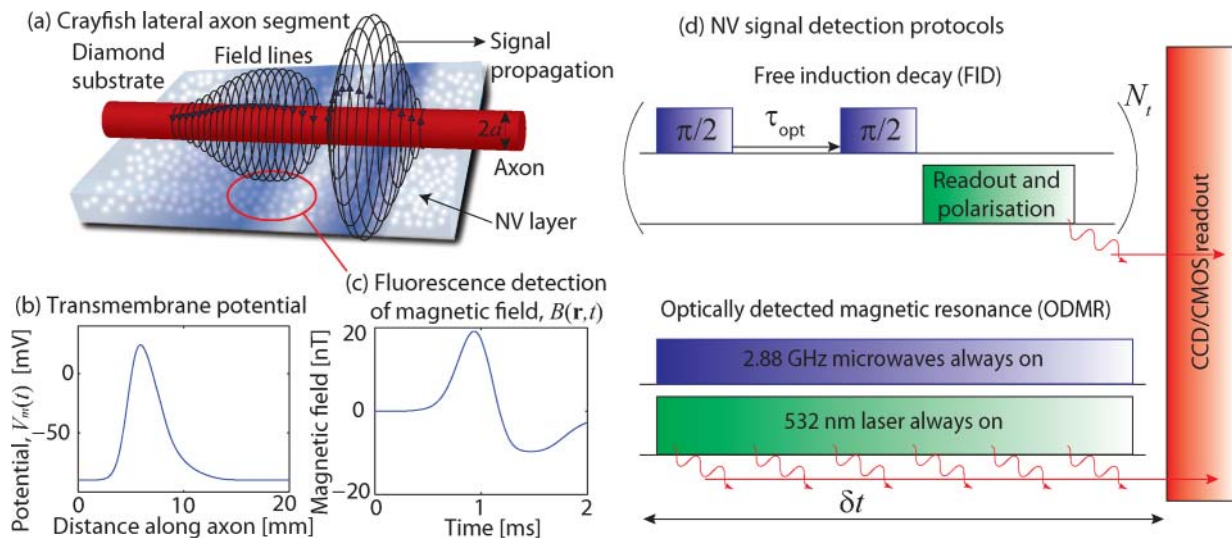 (a) Crayfish lateral axon segment
Diamond
substrate
Field lines
Signal
propagation
2a
Axon
NV layer
(b) Transmembrane potential
Potential, Vm(t) [mV]
0
−50
0
10
20
Distance along axon [mm]
(c) Fluorescence detection
of magnetic field, B(r,t)
Magnetic field [nT]
20
0
−20
0
1
2
Time [ms]
(d) NV signal detection protocols
Free induction decay (FID)
π/2
τopt
π/2
Nt
Readout and
polarisation
Optically detected magnetic resonance (ODMR)
2.88 GHz microwaves always on
532 nm laser always on
δt
CCD/CMOS readout